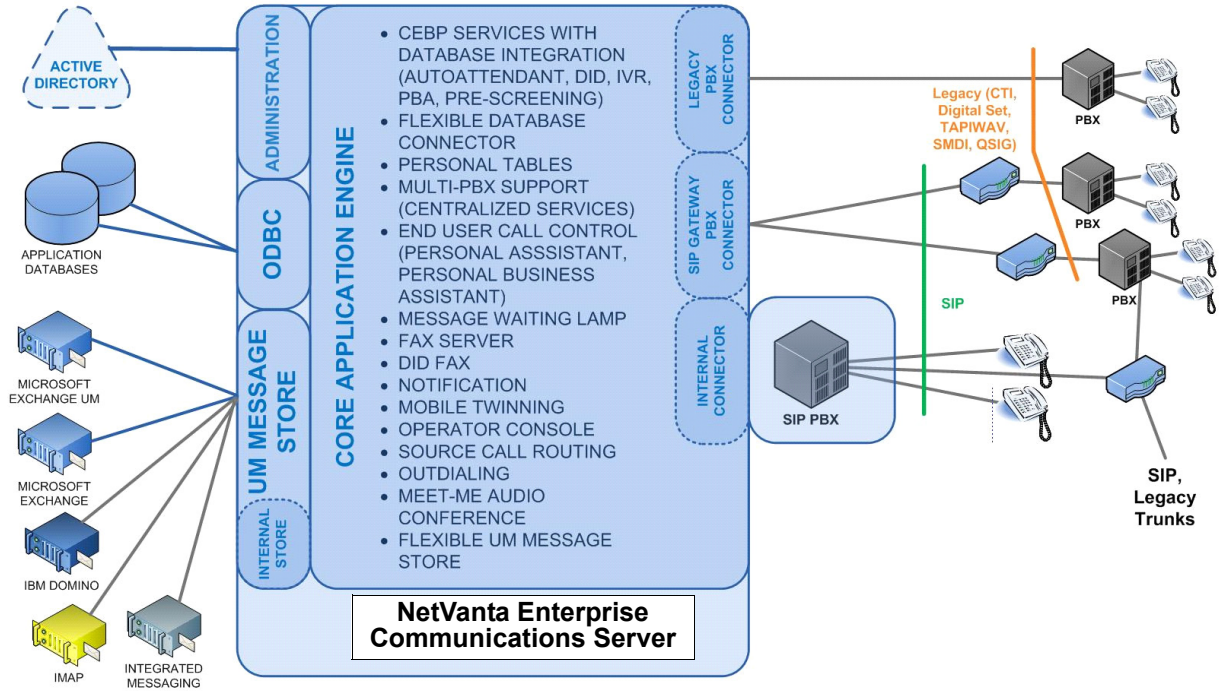 ACTIVE
DIRECTORY
APPLICATION
DATABASES
MICROSOFT
EXCHANGE UM
MICROSOFT
EXCHANGE
IBM DOMINO
IMAP
INTEGRATED
MESSAGING
ADMINISTRATION
ODBC
UM MESSAGE
STORE
INTERNAL
STORE
CORE APPLICATION ENGINE
• CEBP SERVICES WITH
DATABASE INTEGRATION
(AUTOATTENDANT, DID, IVR,
PBA, PRE-SCREENING)
• FLEXIBLE DATABASE
CONNECTOR
• PERSONAL TABLES
• MULTI-PBX SUPPORT
(CENTRALIZED SERVICES)
• END USER CALL CONTROL
(PERSONAL ASSSISTANT,
PERSONAL BUSINESS
ASSISTANT)
• MESSAGE WAITING LAMP
• FAX SERVER
• DID FAX
• NOTIFICATION
• MOBILE TWINNING
• OPERATOR CONSOLE
• SOURCE CALL ROUTING
• OUTDIALING
• MEET-ME AUDIO
CONFERENCE
• FLEXIBLE UM MESSAGE
STORE
LEGACY
PBX
CONNECTOR
SIP GATEWAY
PBX
CONNECTOR
INTERNAL
CONNECTOR
NetVanta Enterprise
Communications Server
SIP PBX
SIP
Legacy (CTI,
Digital Set,
TAPIWAV,
SMDI, QSIG)
PBX
PBX
PBX
SIP,
Legacy
Trunks